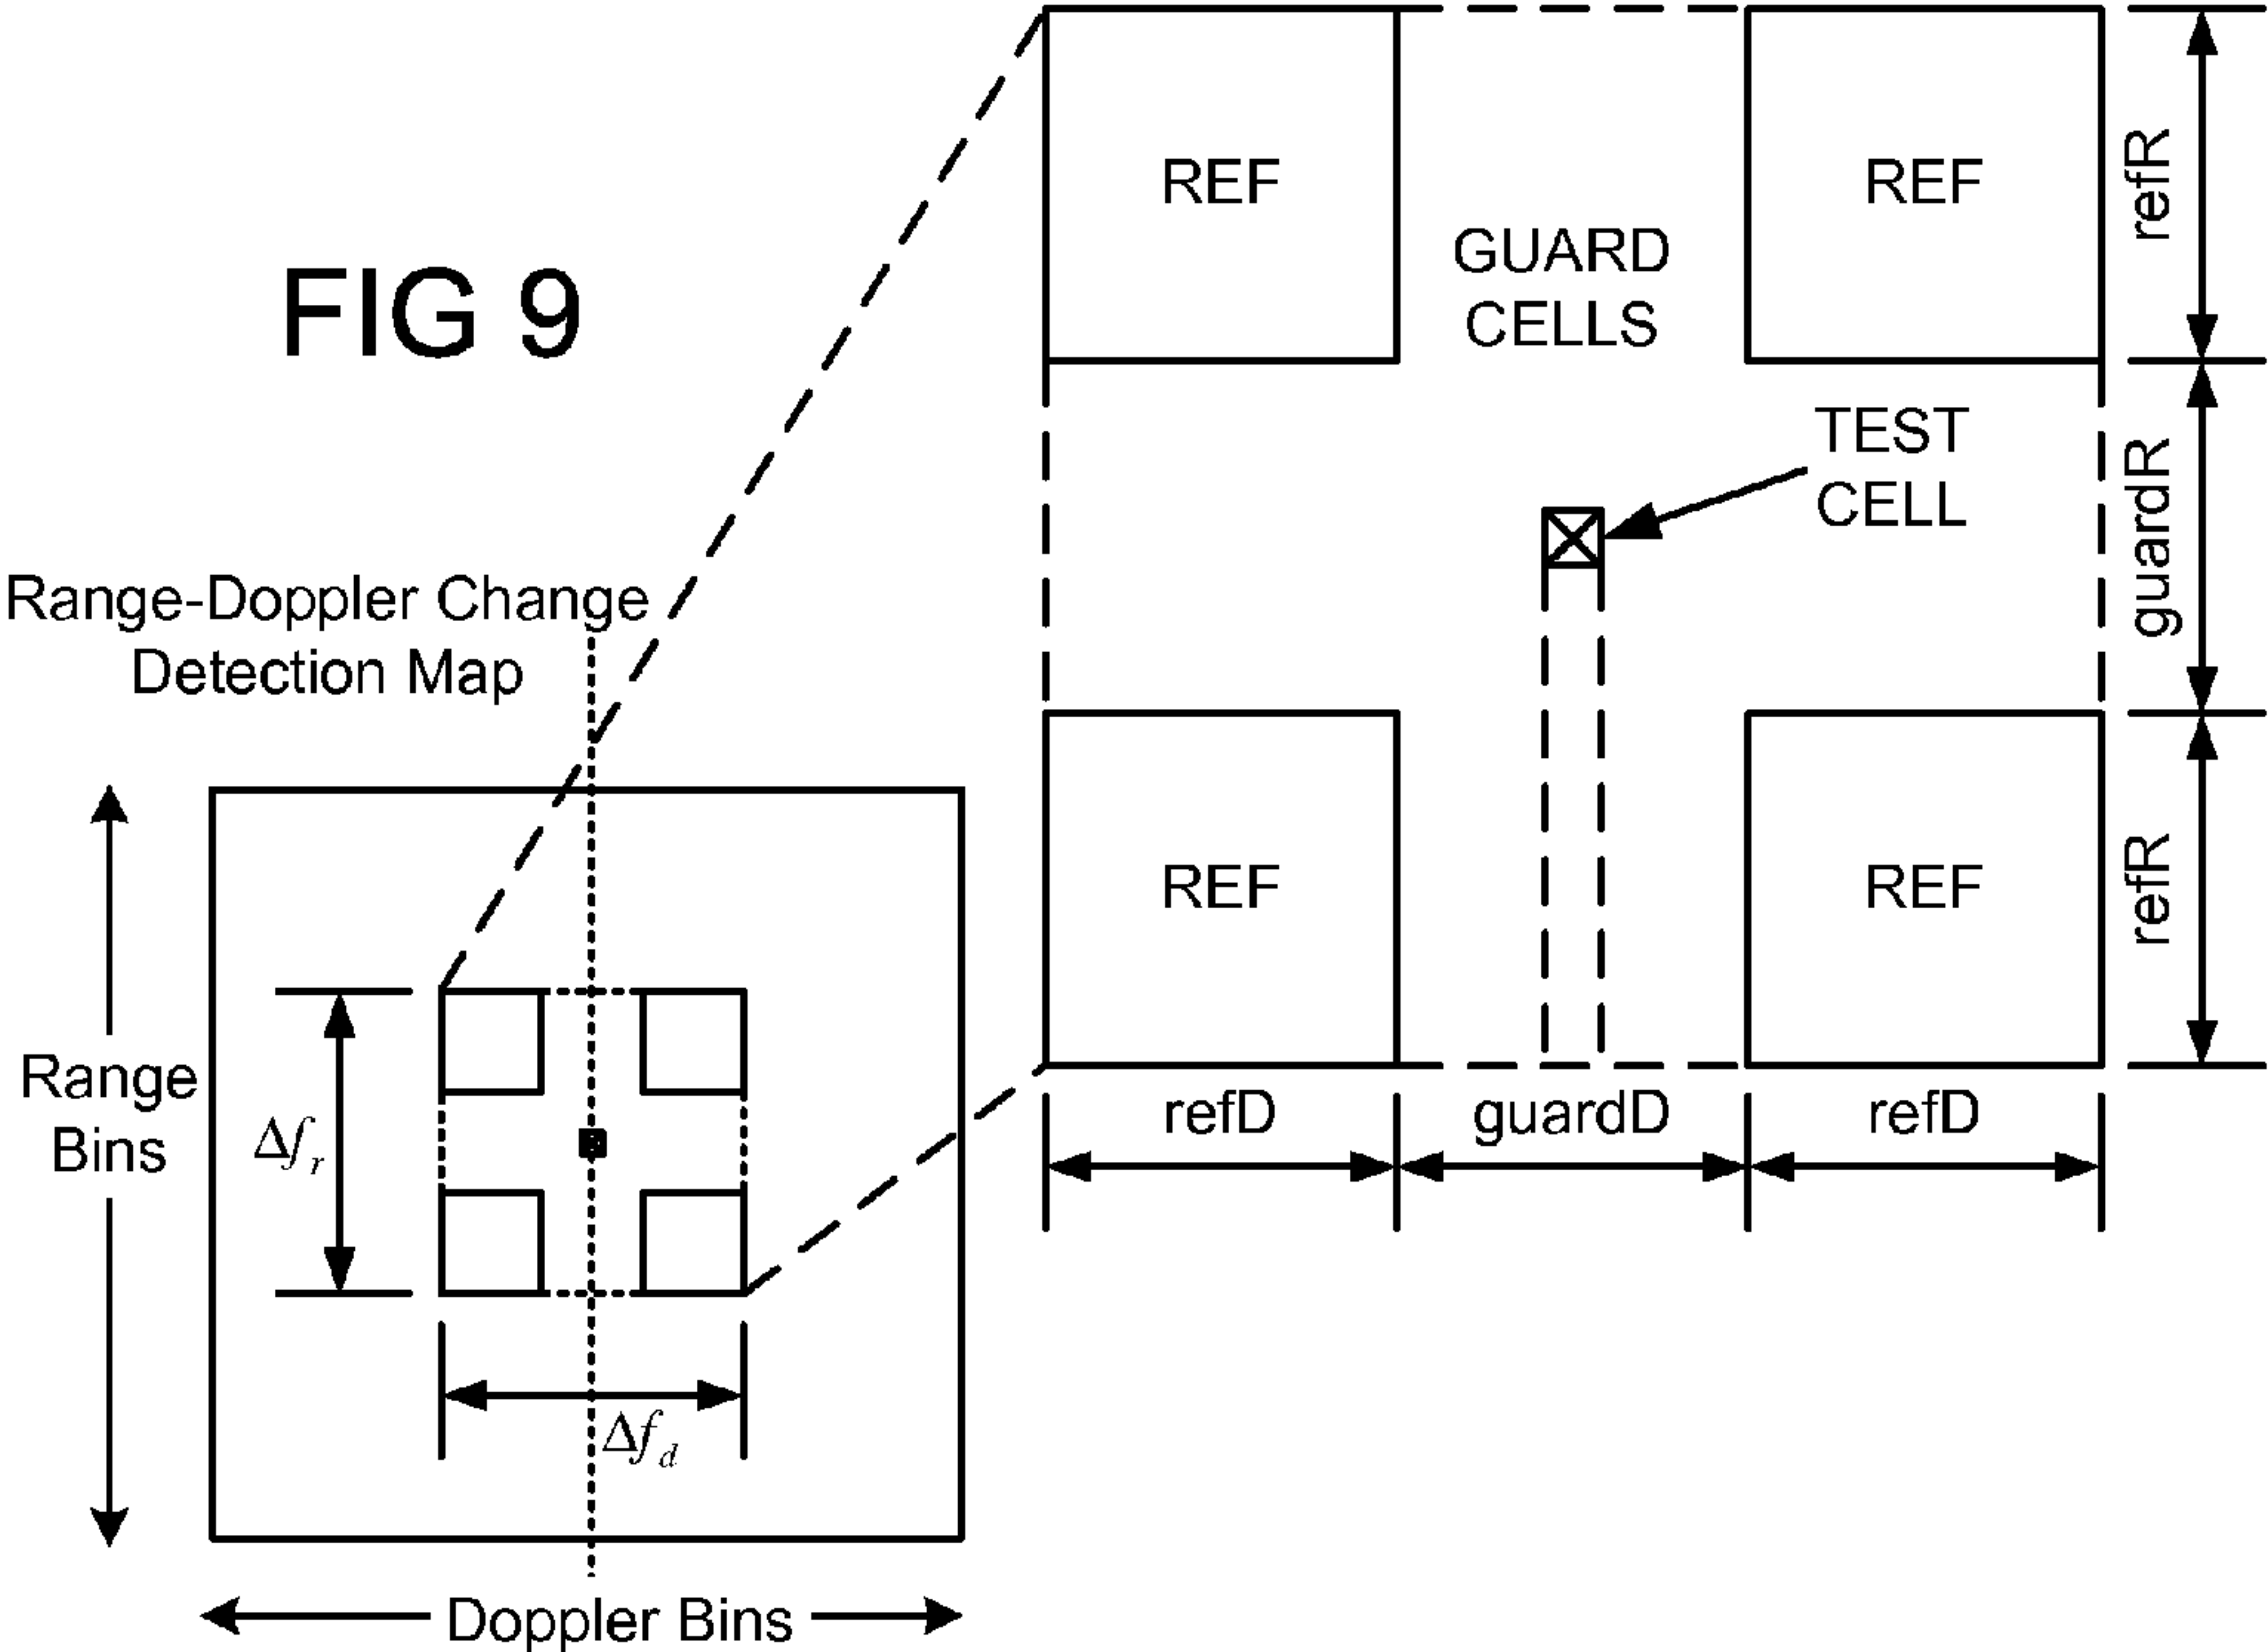 FIG 9
REF
REF
GUARD
CELLS
TEST
CELL
refR
guardR
refR
REF
REF
refD
guardD
refD
Range-Doppler Change
Detection Map
Range
Bins
Δf_r
Δf_d
Doppler Bins